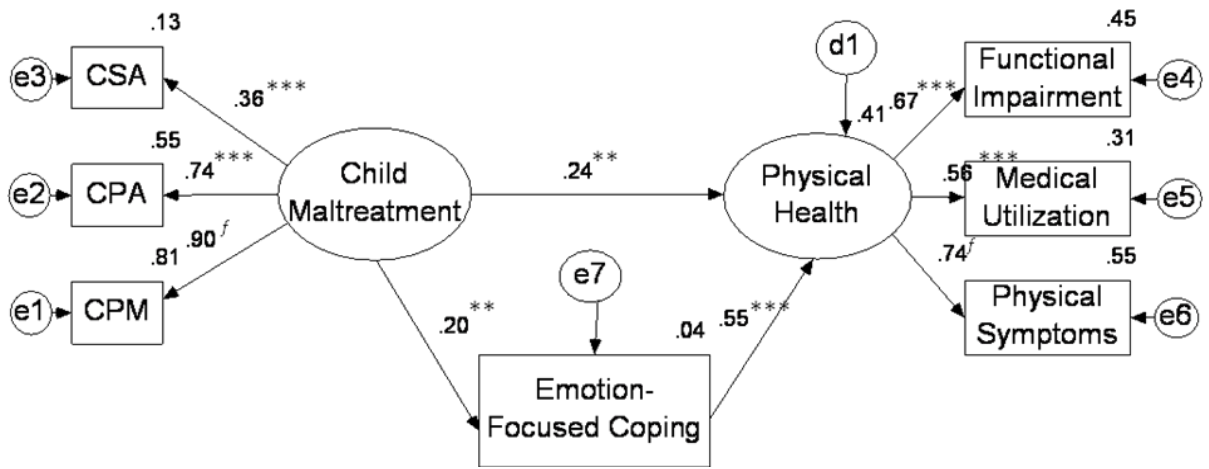 .13
.45
e3
CSA
d1
Functional
Impairment
e4
.36***
.41
.67***
.55
.31
e2
CPA
.74***
Child
Maltreatment
.24**
Physical
Health
.56***
Medical
Utilization
e5
.81
.90f
.74f
.55
e1
CPM
e7
Physical
Symptoms
e6
.20**
.04
.55***
Emotion-
Focused Coping